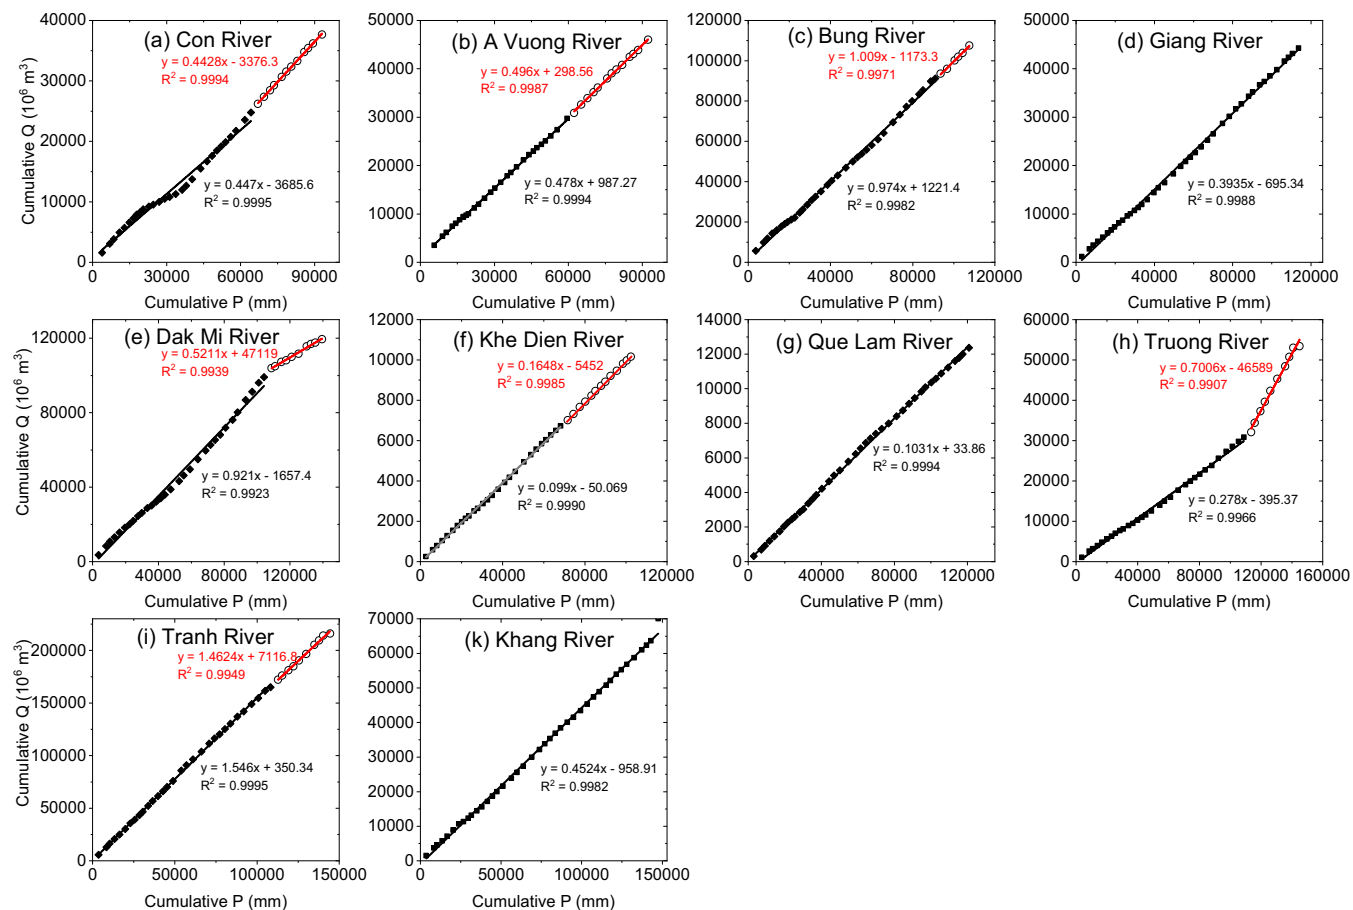 (a) Con River
y = 0.4428x - 3376.3
R² = 0.9994
y = 0.447x - 3685.6
R² = 0.9995
Cumulative Q (10⁶ m³)
40000
30000
20000
10000
0
0 30000 60000 90000
Cumulative P (mm)
(b) A Vuong River
y = 0.496x + 298.56
R² = 0.9987
y = 0.478x + 987.27
R² = 0.9994
50000
40000
30000
20000
10000
0
0 30000 60000 90000
Cumulative P (mm)
(c) Bung River
y = 1.009x - 1173.3
R² = 0.9971
y = 0.974x + 1221.4
R² = 0.9982
120000
100000
80000
60000
40000
20000
0
0 40000 80000 120000
Cumulative P (mm)
(d) Giang River
y = 0.3935x - 695.34
R² = 0.9988
50000
40000
30000
20000
10000
0
0 40000 80000 120000
Cumulative P (mm)
(e) Dak Mi River
y = 0.5211x + 47119
R² = 0.9939
y = 0.921x - 1657.4
R² = 0.9923
Cumulative Q (10⁶ m³)
120000
80000
40000
0
0 40000 80000 120000
Cumulative P (mm)
(f) Khe Dien River
y = 0.1648x - 5452
R² = 0.9985
y = 0.099x - 50.069
R² = 0.9990
12000
10000
8000
6000
4000
2000
0
0 40000 80000 120000
Cumulative P (mm)
(g) Que Lam River
y = 0.1031x + 33.86
R² = 0.9994
14000
12000
10000
8000
6000
4000
2000
0
0 40000 80000 120000
Cumulative P (mm)
(h) Truong River
y = 0.7006x - 46589
R² = 0.9907
y = 0.278x - 395.37
R² = 0.9966
60000
50000
40000
30000
20000
10000
0
0 40000 80000 120000 160000
Cumulative P (mm)
(i) Tranh River
y = 1.4624x + 7116.8
R² = 0.9949
y = 1.546x + 350.34
R² = 0.9995
Cumulative Q (10⁶ m³)
200000
150000
100000
50000
0
0 50000 100000 150000
Cumulative P (mm)
(k) Khang River
y = 0.4524x - 958.91
R² = 0.9982
70000
60000
50000
40000
30000
20000
10000
0
0 50000 100000 150000
Cumulative P (mm)